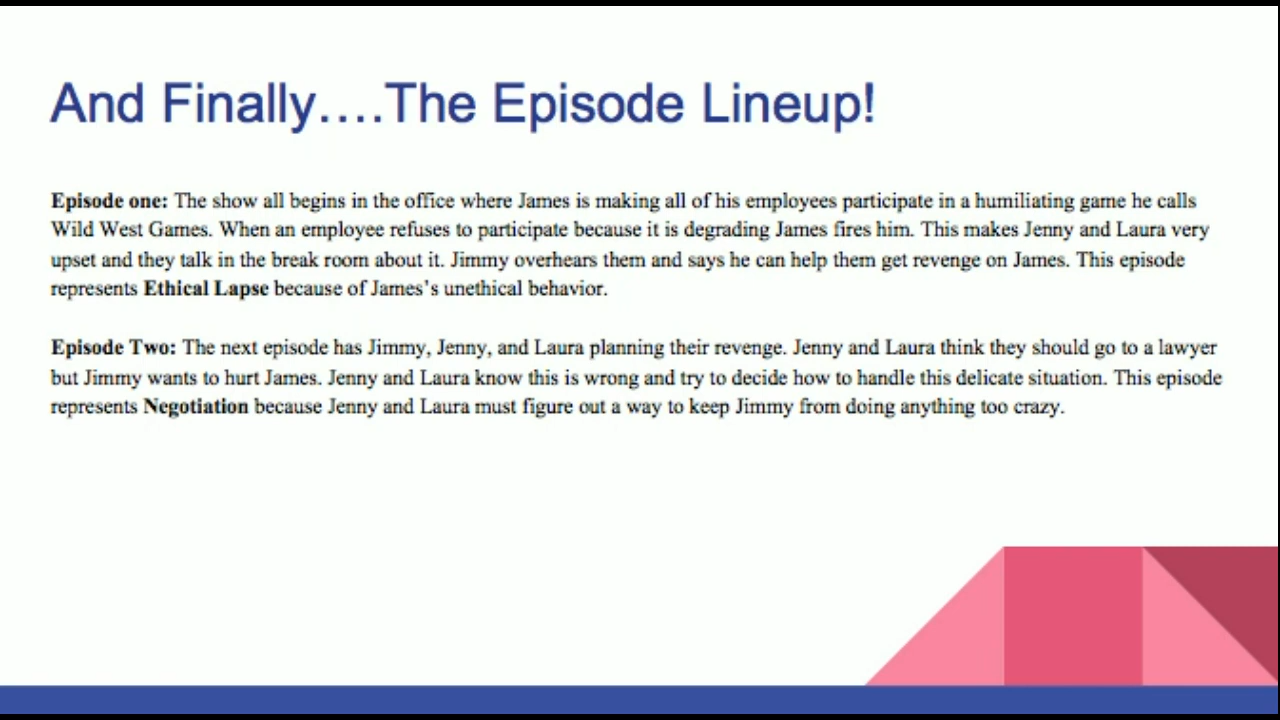 And Finally....The Episode Lineup!
Episode one: The show all begins in the office where James is making all of his employees participate in a humiliating game he calls
Wild West Games. When an employee refuses to participate because it is degrading James fires him. This makes Jenny and Laura very
upset and they talk in the break room about it. Jimmy overhears them and says he can help them get revenge on James. This episode
represents Ethical Lapse because of James's unethical behavior.
Episode Two: The next episode has Jimmy, Jenny, and Laura planning their revenge. Jenny and Laura think they should go to a lawyer
but Jimmy wants to hurt James. Jenny and Laura know this is wrong and try to decide how to handle this delicate situation. This episode
represents Negotiation because Jenny and Laura must figure out a way to keep Jimmy from doing anything too crazy.